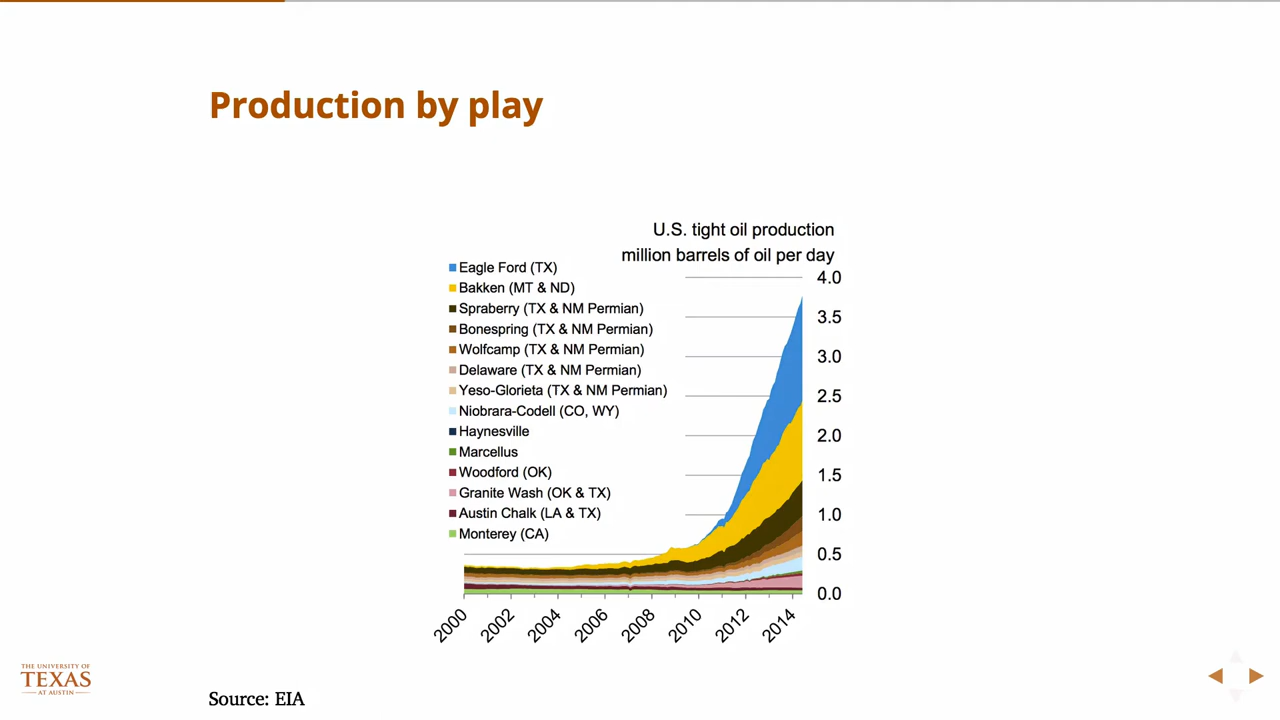 Production by play
U.S. tight oil production
million barrels of oil per day
Eagle Ford (TX)
Bakken (MT & ND)
Spraberry (TX & NM Permian)
Bonespring (TX & NM Permian)
Wolfcamp (TX & NM Permian)
Delaware (TX & NM Permian)
Yeso-Glorieta (TX & NM Permian)
Niobrara-Codell (CO, WY)
Haynesville
Marcellus
Woodford (OK)
Granite Wash (OK & TX)
Austin Chalk (LA & TX)
Monterey (CA)
4.0
3.5
3.0
2.5
2.0
1.5
1.0
0.5
0.0
2000 2002 2004 2006 2008 2010 2012 2014
THE UNIVERSITY OF
TEXAS
AT AUSTIN
Source: EIA